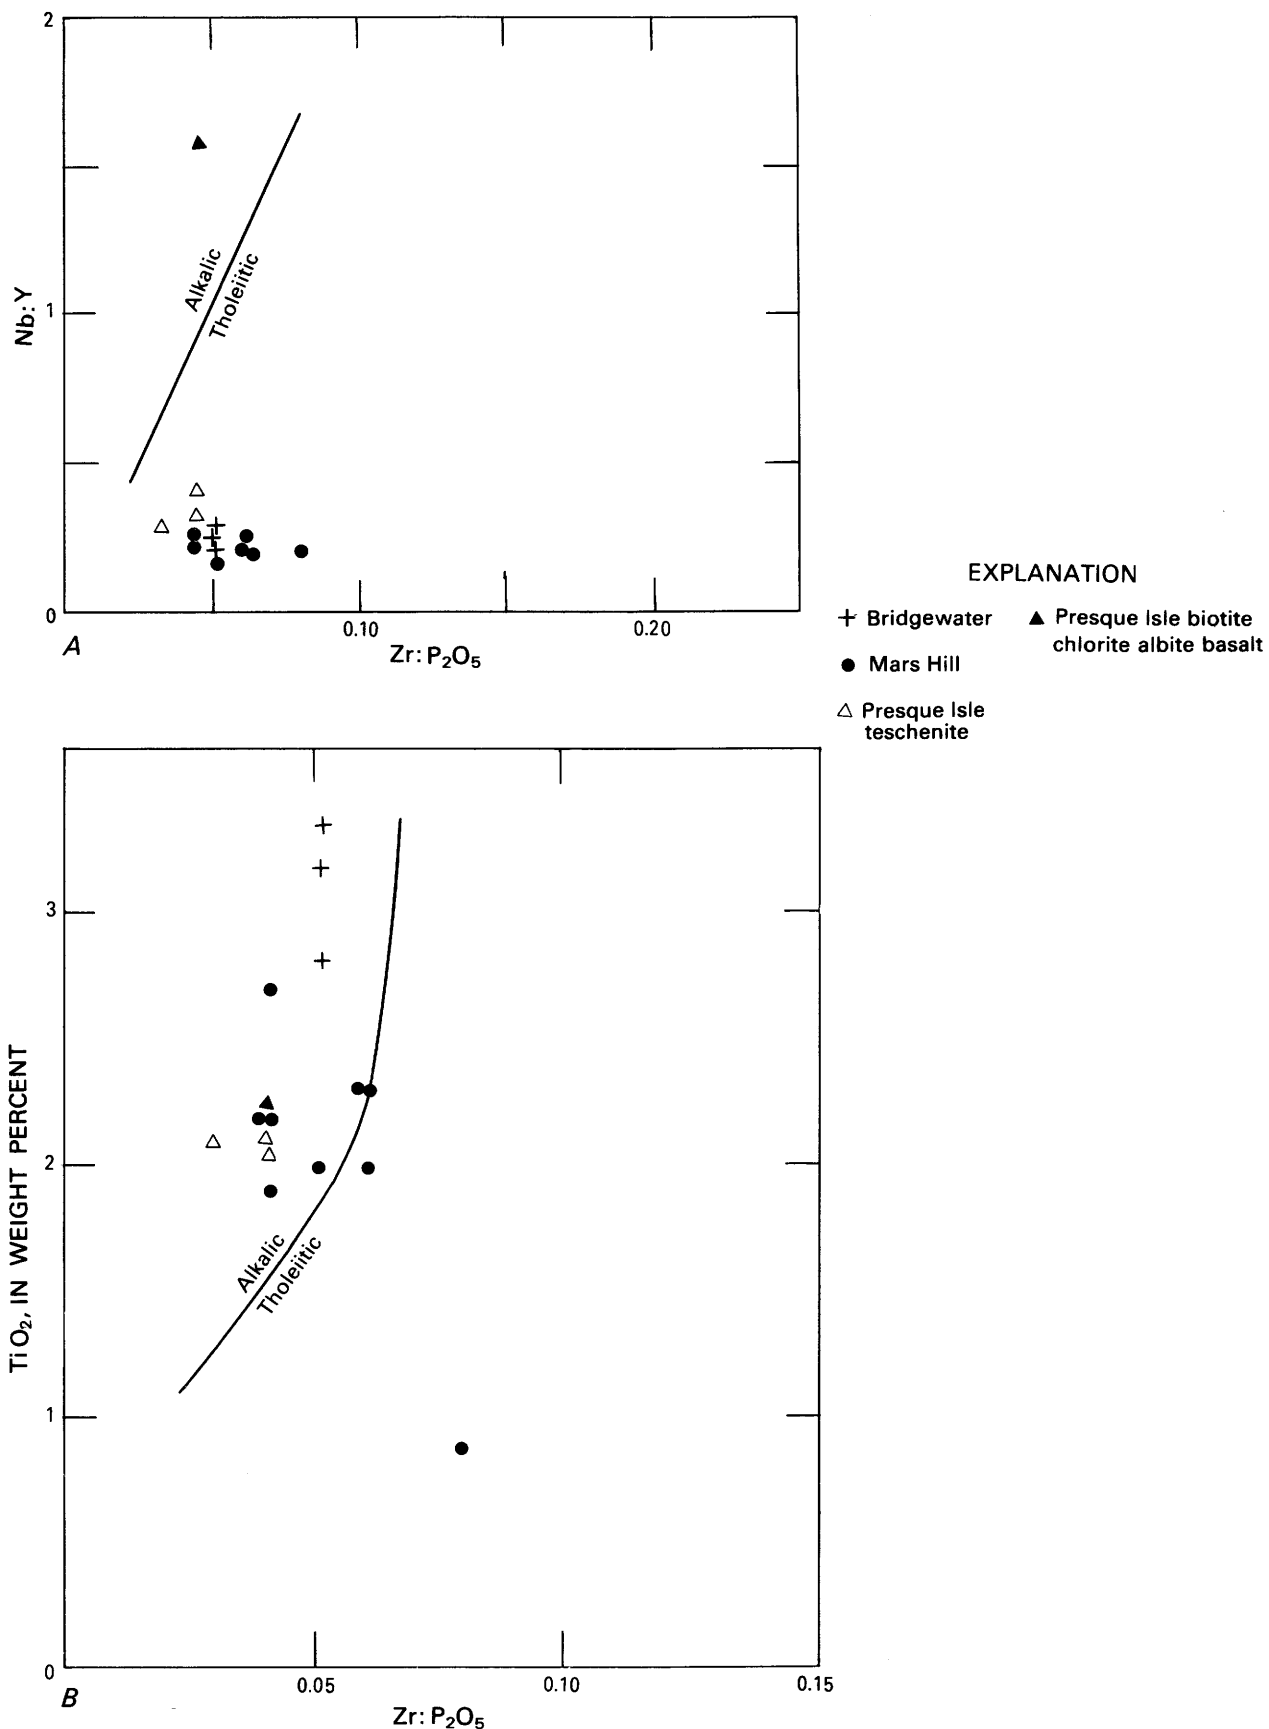 2
1
0
Nb:Y
Alkalic
Tholeiitic
0.10
0.20
A
Zr:P₂O₅
EXPLANATION
Bridgewater
Mars Hill
Presque Isle
teschenite
Presque Isle biotite
chlorite albite basalt
3
2
1
0
TiO₂, IN WEIGHT PERCENT
Alkalic
Tholeiitic
0.05
0.10
0.15
B
Zr:P₂O₅